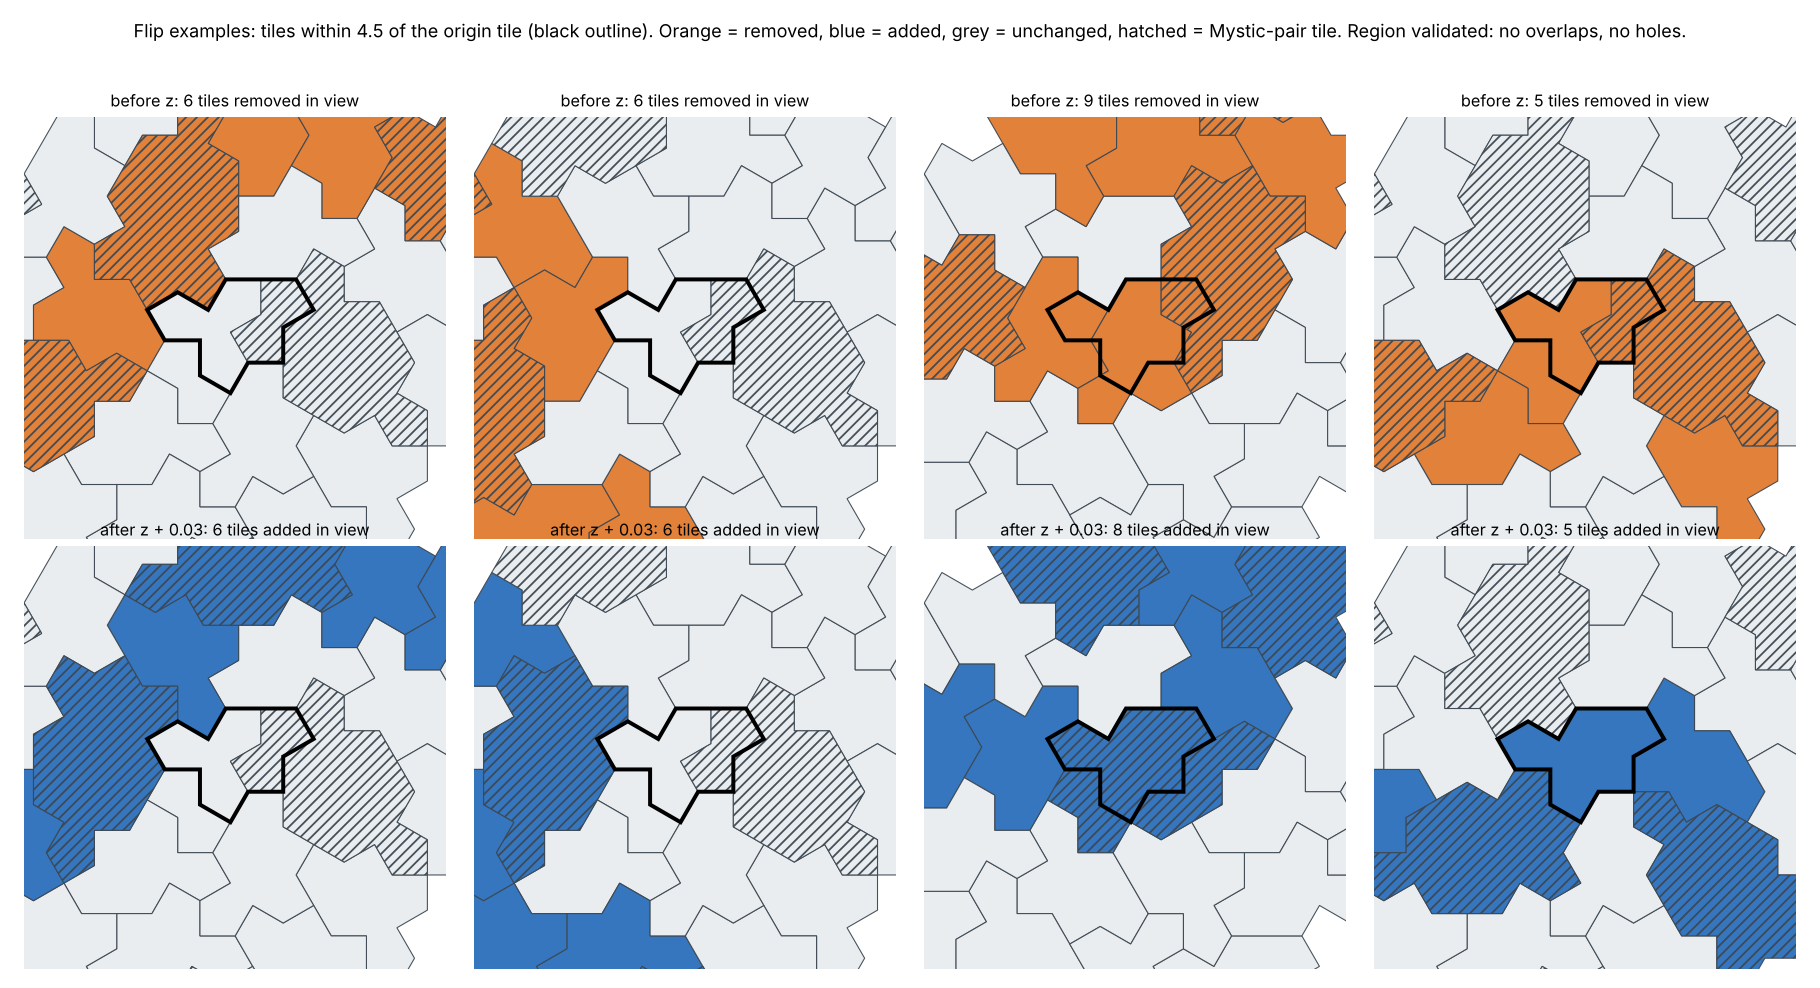 Flip examples: tiles within 4.5 of the origin tile (black outline). Orange = removed, blue = added, grey = unchanged, hatched = Mystic-pair tile. Region validated: no overlaps, no holes.
before z: 6 tiles removed in view
before z: 6 tiles removed in view
before z: 9 tiles removed in view
before z: 5 tiles removed in view
after z + 0.03: 6 tiles added in view
after z + 0.03: 6 tiles added in view
after z + 0.03: 8 tiles added in view
after z + 0.03: 5 tiles added in view